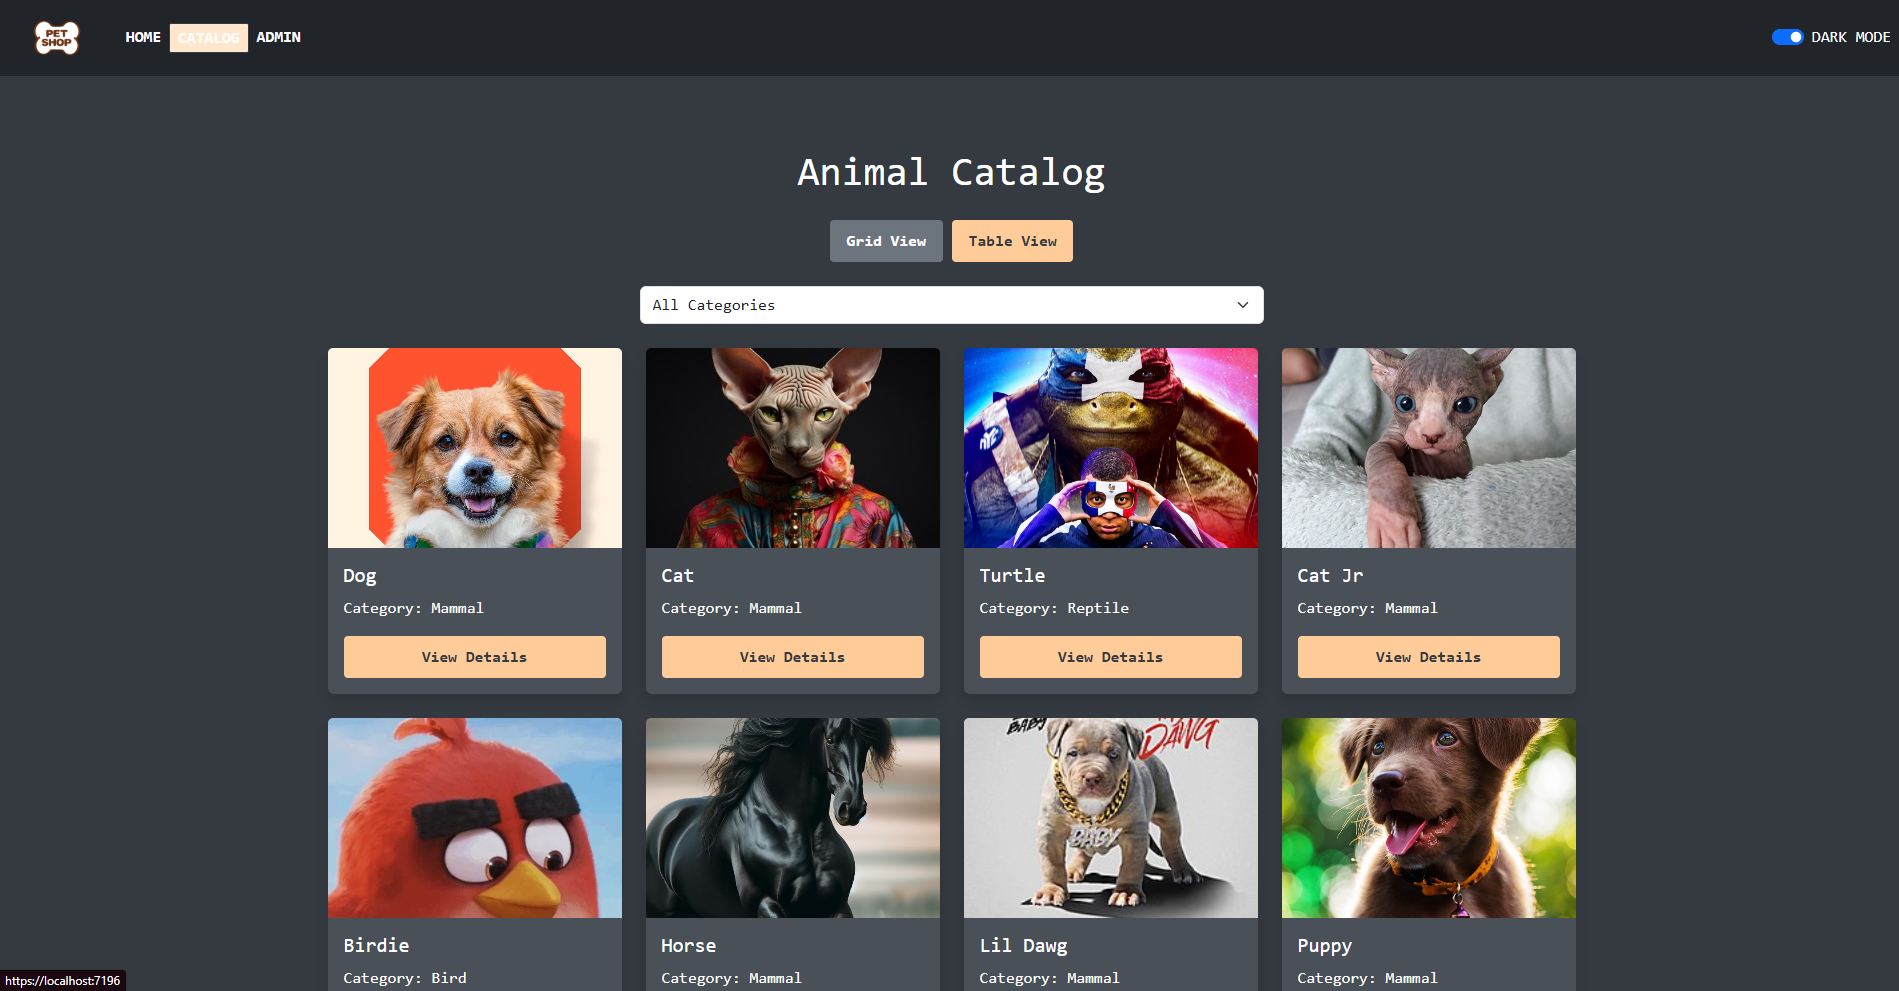 PET
SHOP
HOME CATALOG ADMIN
DARK MODE
Animal Catalog
Grid View Table View
All Categories
NYC
BABY DAWG
BABY
Dog Cat Turtle Cat Jr
Category: Mammal Category: Mammal Category: Reptile Category: Mammal
View Details View Details View Details View Details
Birdie Horse Lil Dawg Puppy
Category: Bird Category: Mammal Category: Mammal Category: Mammal
https://localhost:7196